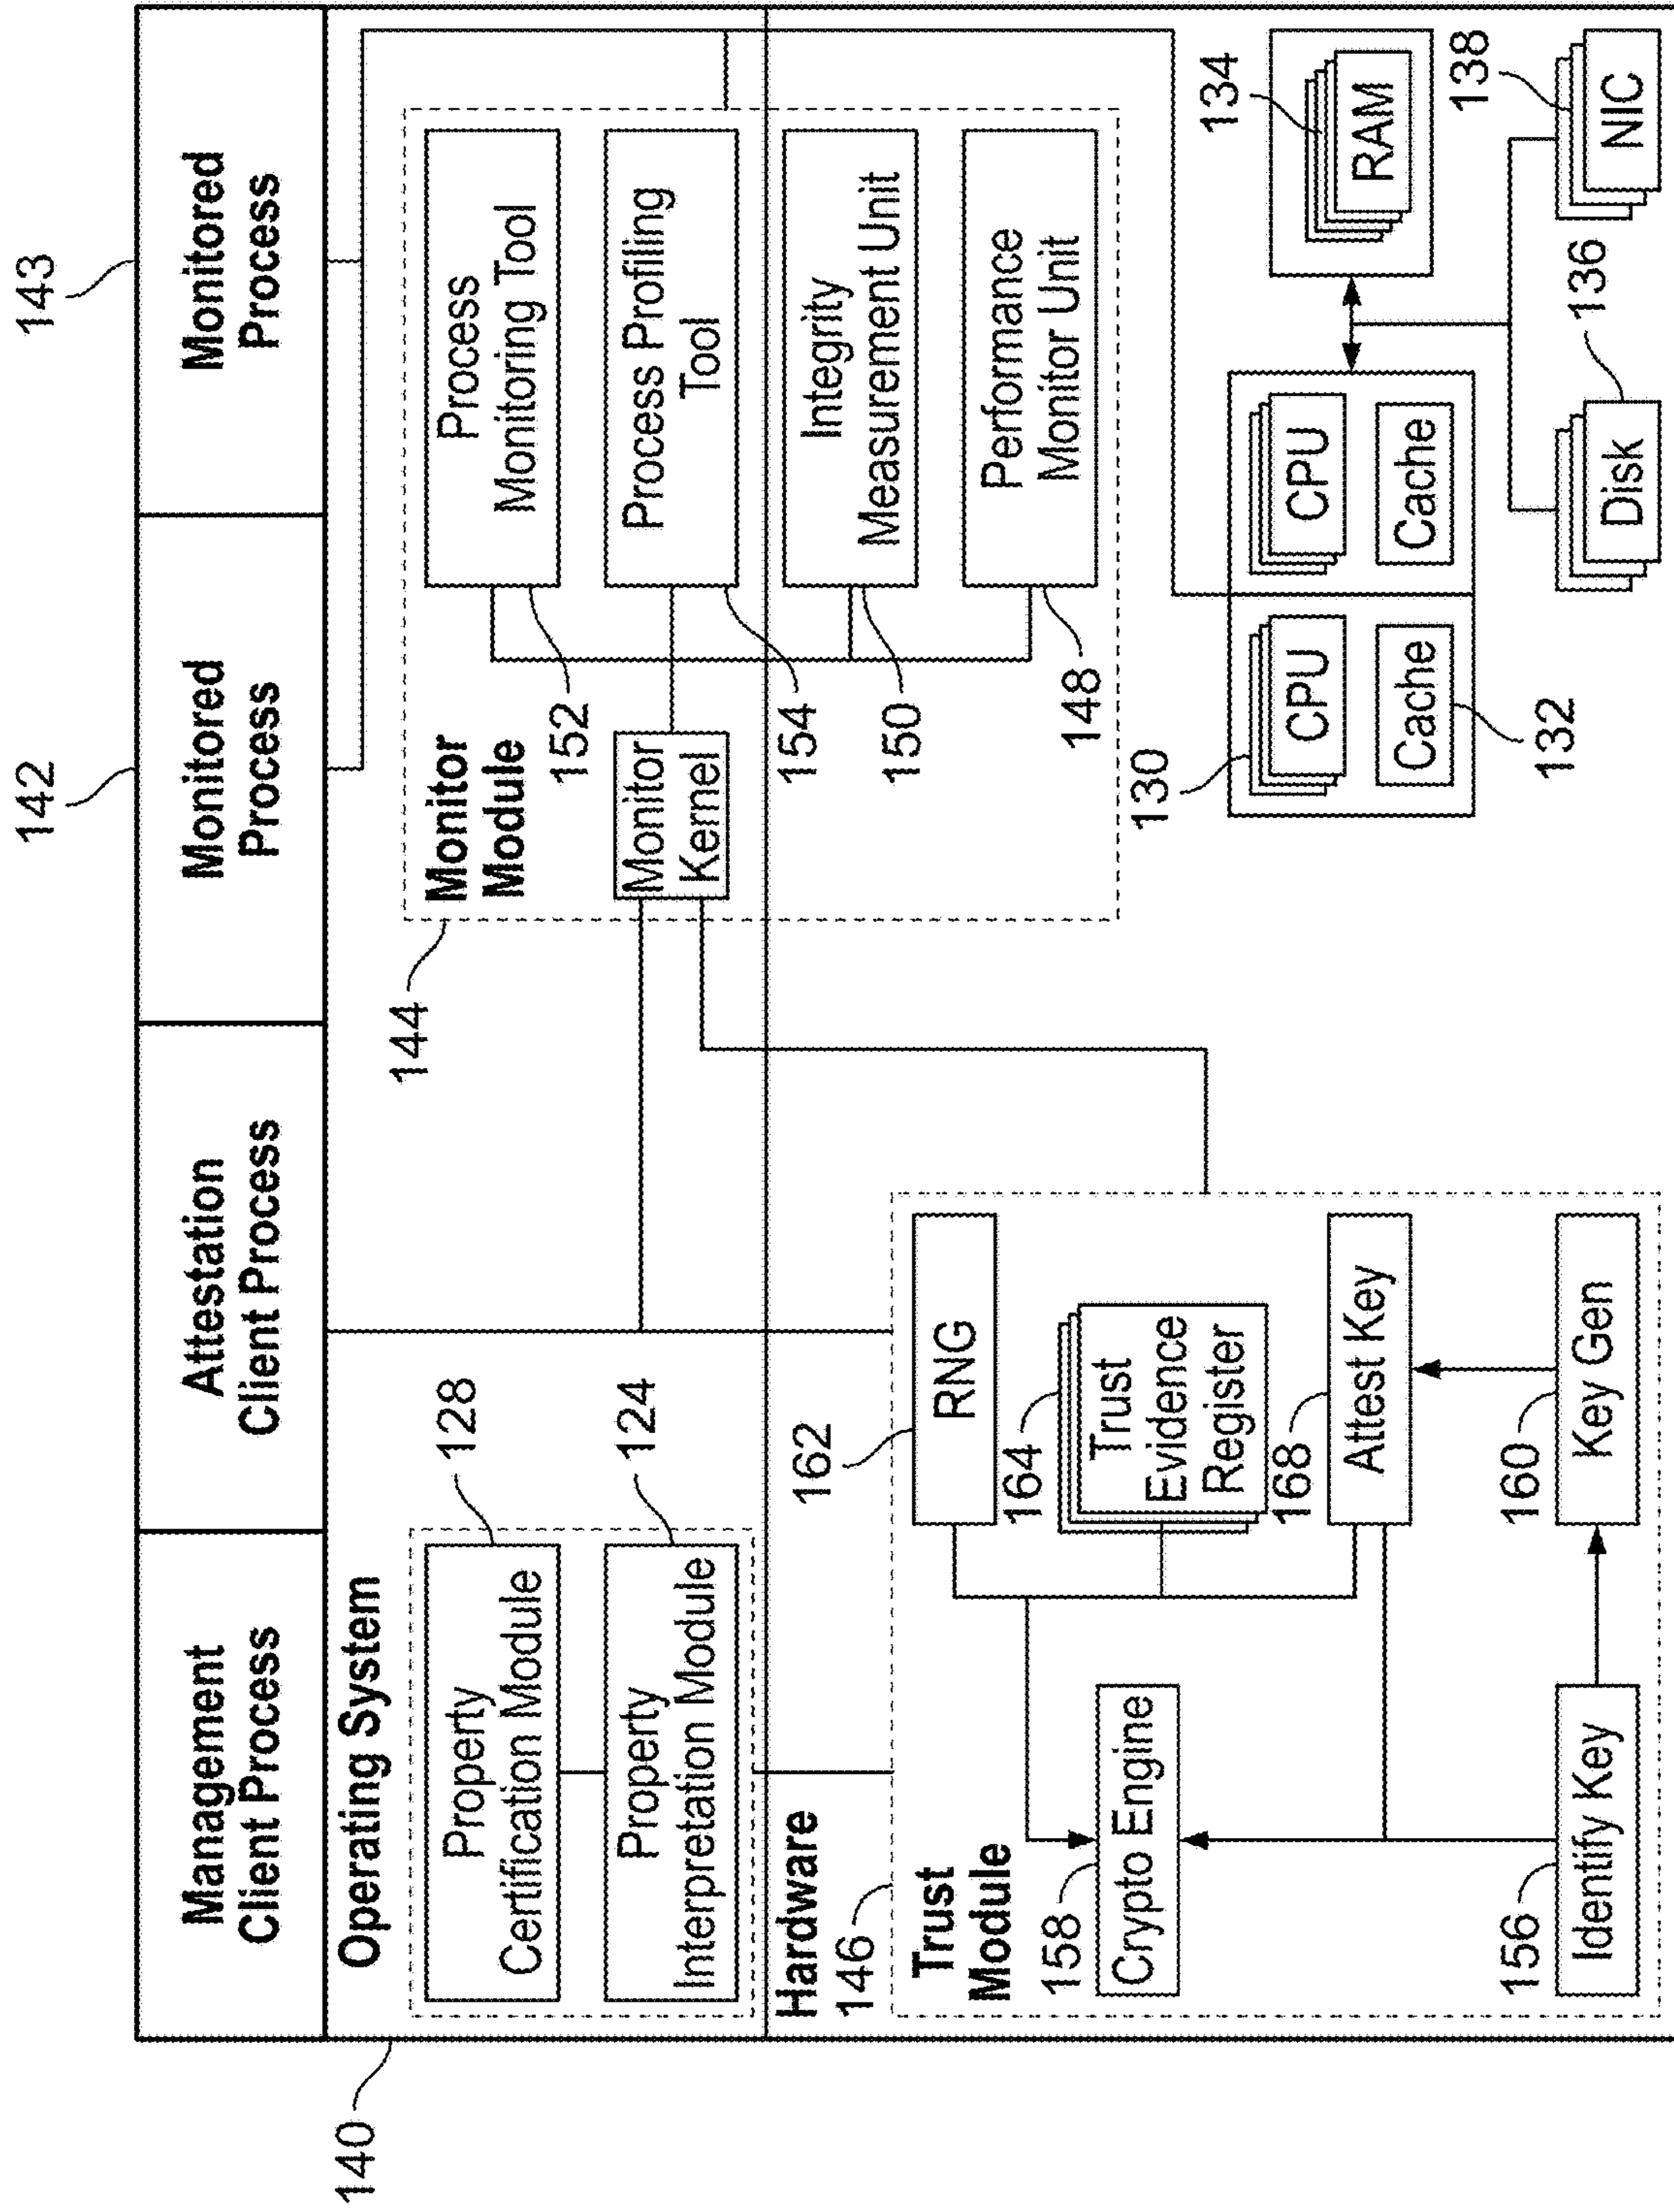 142
143
Management
Client Process
Attestation
Client Process
Monitored
Process
Monitored
Process
140
Operating System
Property
Certification Module
128
Property
Interpretation Module
124
144
Monitor
Module
Monitor
Kernel
Process
Monitoring Tool
152
Process Profiling
Tool
154
Integrity
Measurement Unit
150
Performance
Monitor Unit
148
Hardware
146
Trust
Module
162
RNG
164
Trust
Evidence
Register
158
Crypto Engine
168
Attest Key
156
Identify Key
160
Key Gen
130
CPU
Cache
132
CPU
Cache
134
RAM
Disk
136
NIC
138